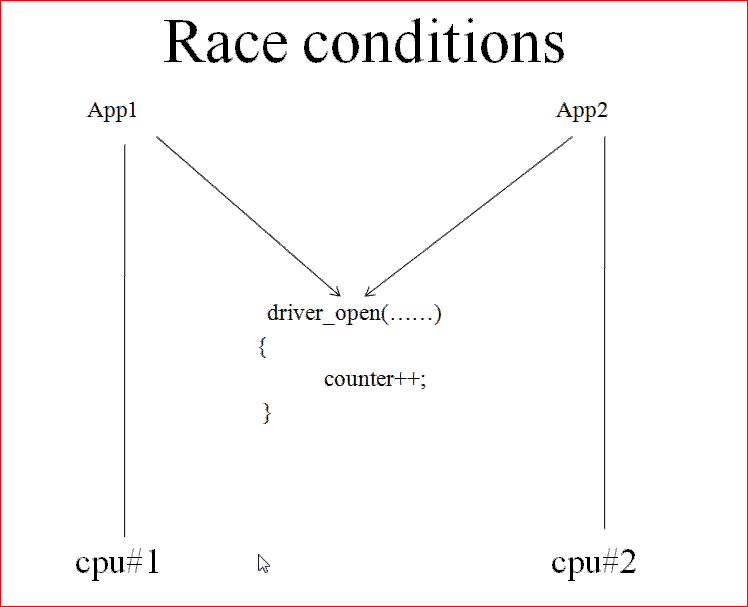 Race conditions
App1
App2
driver_open(……)
{
counter++;
}
cpu#1
cpu#2